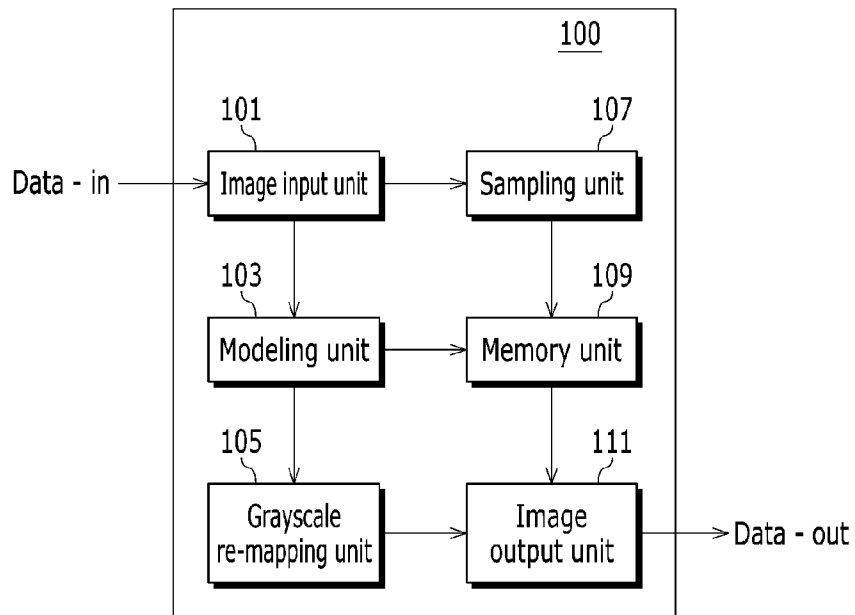 100
101
107
Data - in
Image input unit
Sampling unit
103
109
Modeling unit
Memory unit
105
111
Grayscale
re-mapping unit
Image
output unit
Data - out